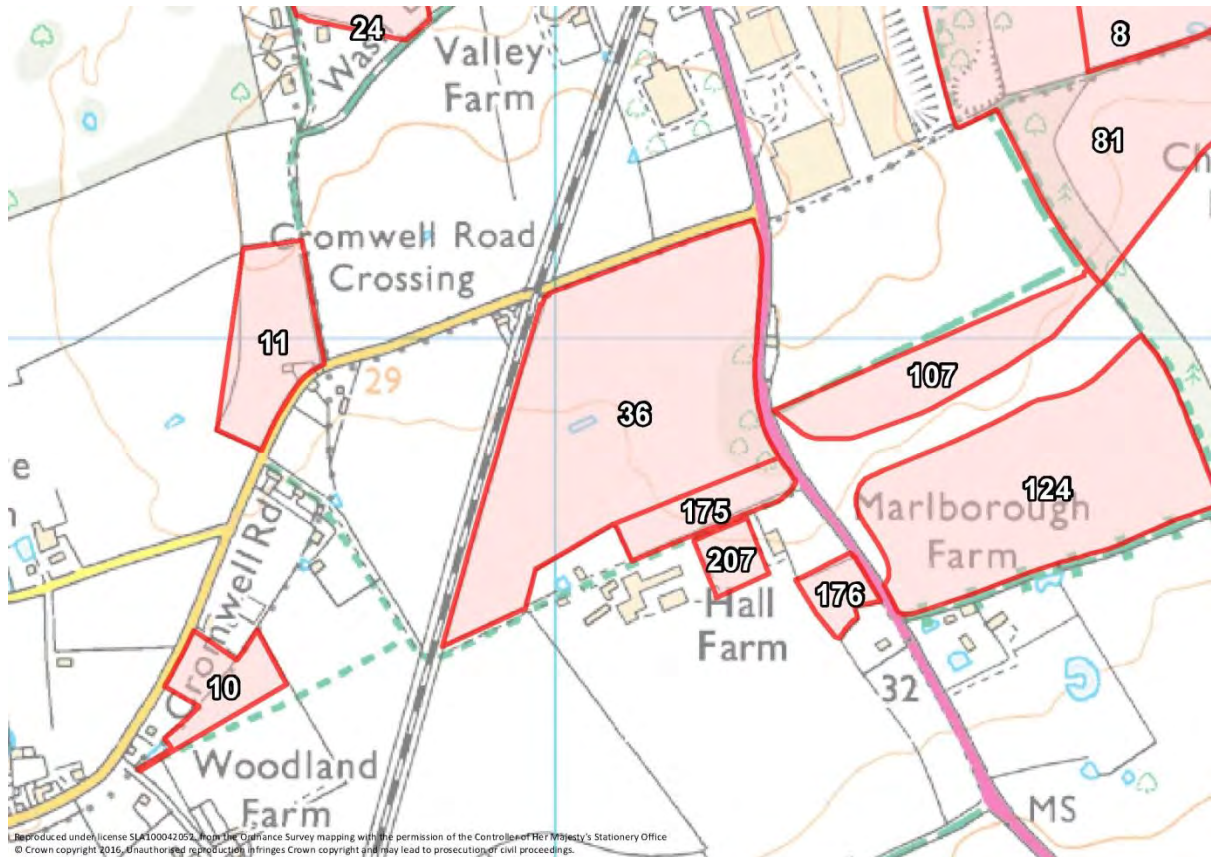 24
Valley
Farm
8
81
Cromwell Road
Crossing
11
29
107
36
124
175
Marlborough
Farm
207
176
Hall
Farm
Cromwell Rd
10
32
Woodland
Farm
MS
Reproduced under license SLA100042052, from the Ordnance Survey mapping with the permission of the Controller of Her Majesty's Stationery Office
© Crown copyright 2016. Unauthorised reproduction infringes Crown copyright and may lead to prosecution or civil proceedings.